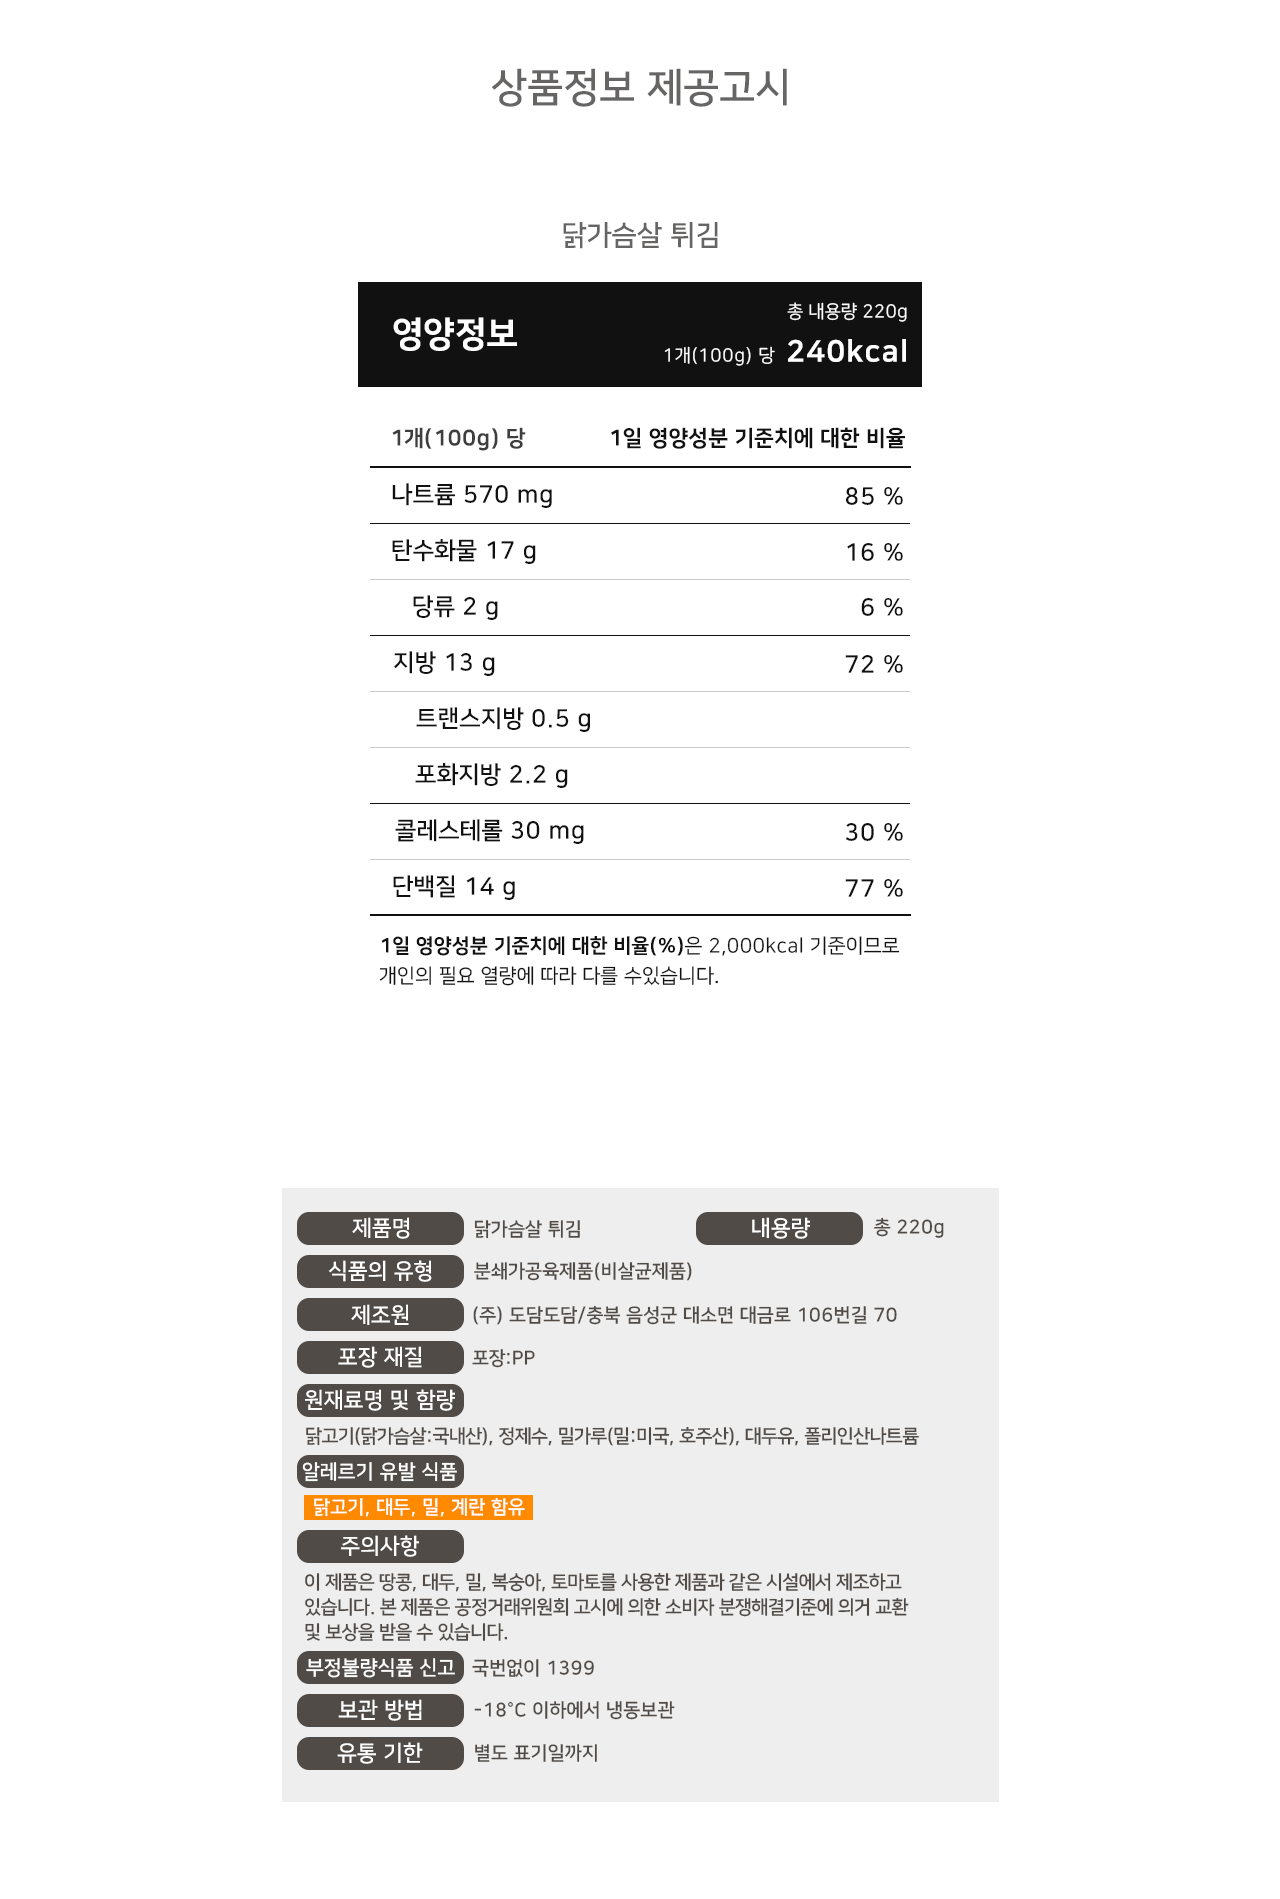 상품정보 제공고시
닭가슴살 튀김
영양정보
총 내용량 220g
1개(100g) 당 240kcal
1개(100g) 당 1일 영양성분 기준치에 대한 비율
나트륨 570 mg 85 %
탄수화물 17 g 16 %
당류 2 g 6 %
지방 13 g 72 %
트랜스지방 0.5 g
포화지방 2.2 g
콜레스테롤 30 mg 30 %
단백질 14 g 77 %
1일 영양성분 기준치에 대한 비율(%)은 2,000kcal 기준이므로
개인의 필요 열량에 따라 다를 수있습니다.
제품명 닭가슴살 튀김 내용량 총 220g
식품의 유형 분쇄가공육제품(비살균제품)
제조원 (주) 도담도담/충북 음성군 대소면 대금로 106번길 70
포장 재질 포장:PP
원재료명 및 함량
닭고기(닭가슴살:국내산), 정제수, 밀가루(밀:미국, 호주산), 대두유, 폴리인산나트륨
알레르기 유발 식품
닭고기, 대두, 밀, 계란 함유
주의사항
이 제품은 땅콩, 대두, 밀, 복숭아, 토마토를 사용한 제품과 같은 시설에서 제조하고
있습니다. 본 제품은 공정거래위원회 고시에 의한 소비자 분쟁해결기준에 의거 교환
및 보상을 받을 수 있습니다.
부정불량식품 신고 국번없이 1399
보관 방법 -18°C 이하에서 냉동보관
유통 기한 별도 표기일까지